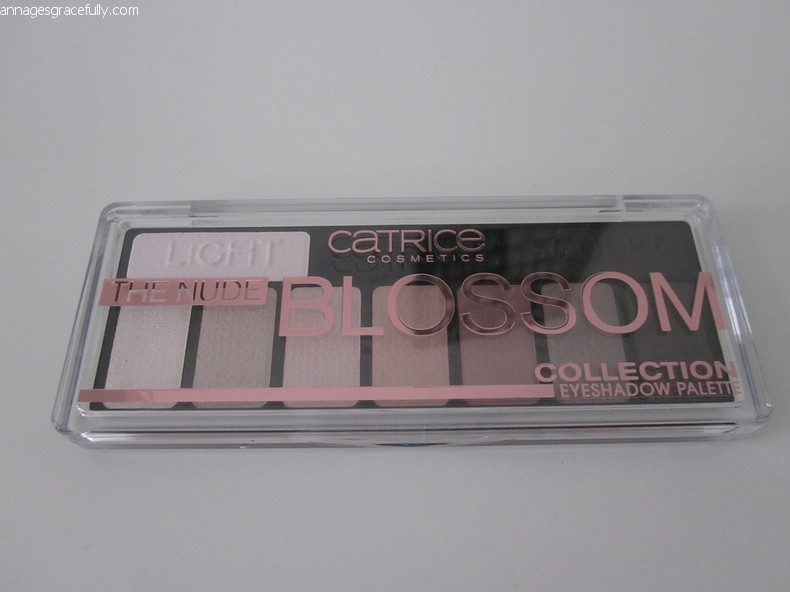 annagesgracefully.com
LIGHT
CATRICE
COSMETICS
THE NUDE
BLOSSOM
COLLECTION
EYESHADOW PALETTE